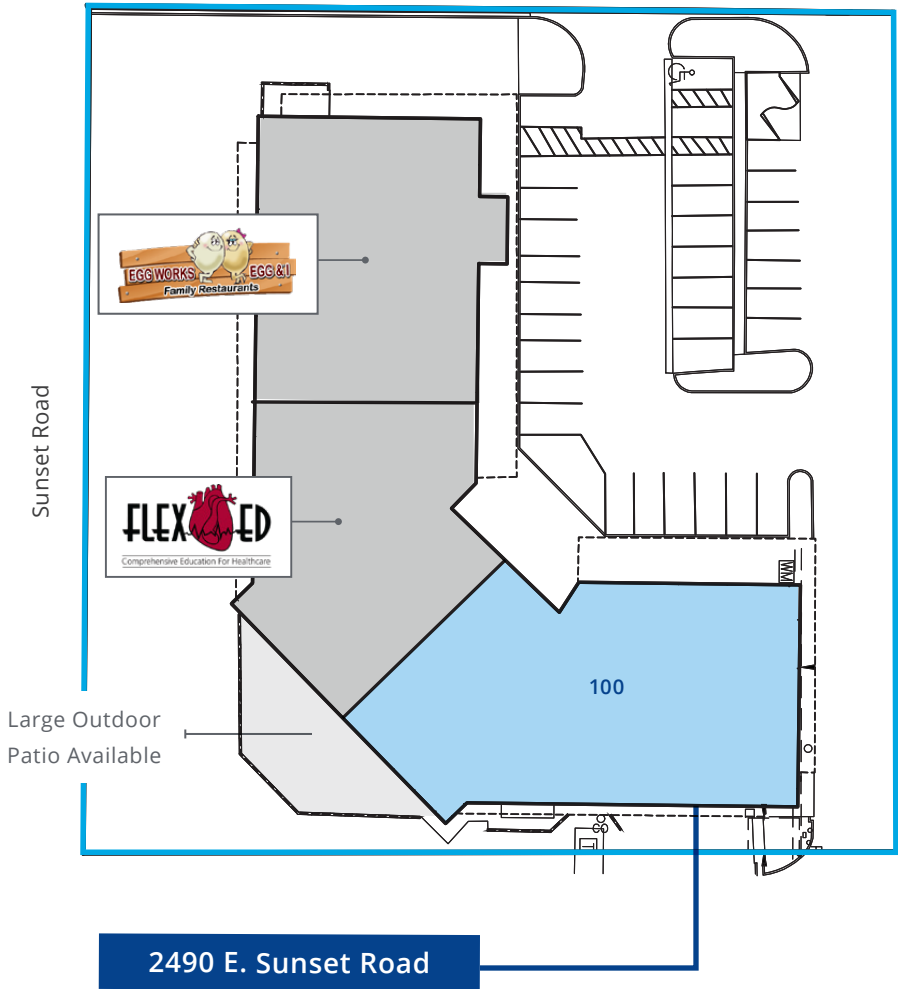 EGG WORKS EGG & I
Family Restaurants
Sunset Road
FLEX ED
Comprehensive Education For Healthcare
WM
100
Large Outdoor
Patio Available
T
2490 E. Sunset Road